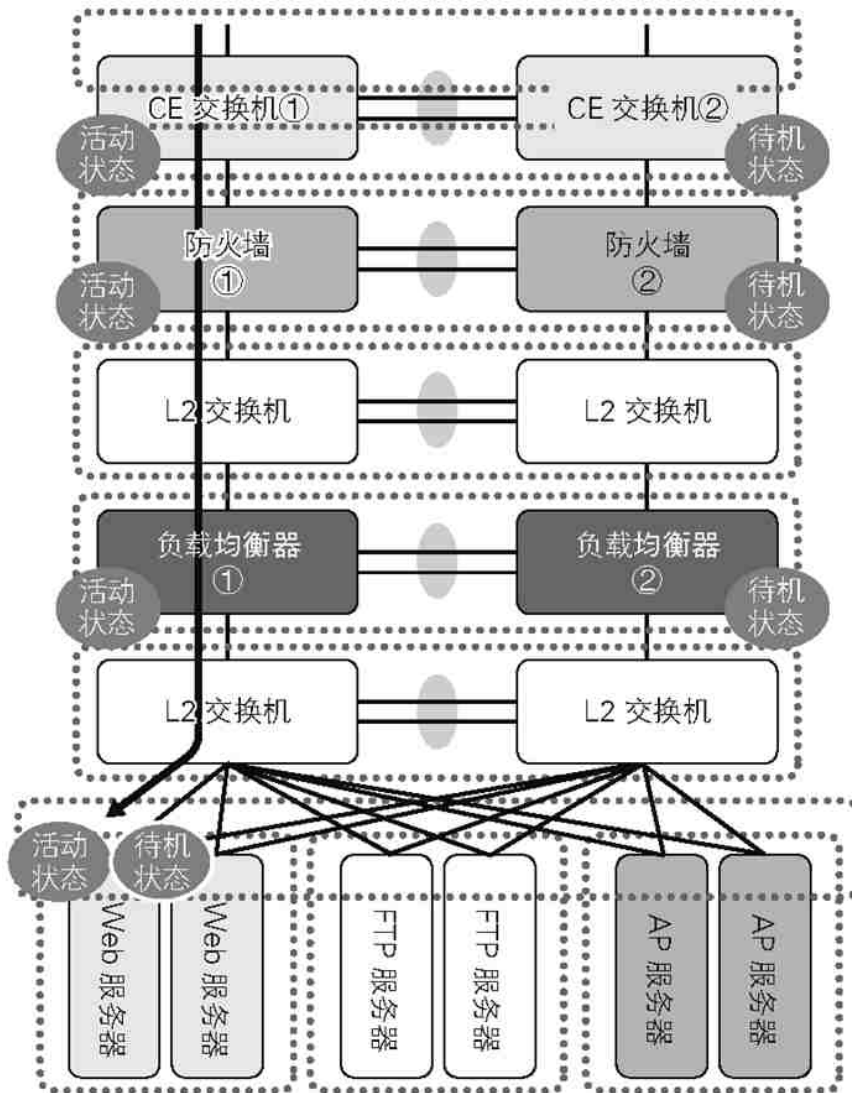 CE 交换机①
CE 交换机②
活动
状态
待机
状态
防火墙
①
防火墙
②
活动
状态
待机
状态
L2 交换机
L2 交换机
负载均衡器
①
负载均衡器
②
活动
状态
待机
状态
L2 交换机
L2 交换机
活动
状态
待机
状态
Web 服务器
Web 服务器
FTP 服务器
FTP 服务器
AP 服务器
AP 服务器